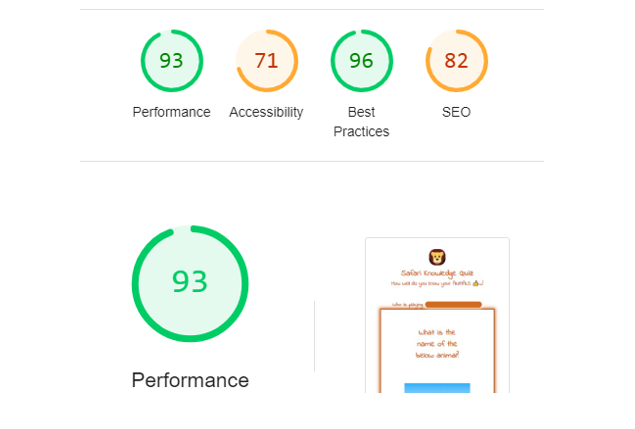 93
71
96
82
Performance
Accessibility
Best
Practices
SEO
93
Performance
Safari Knowledge Quiz
How well do you know your
Who is playing
What is the
name of the
below animal?